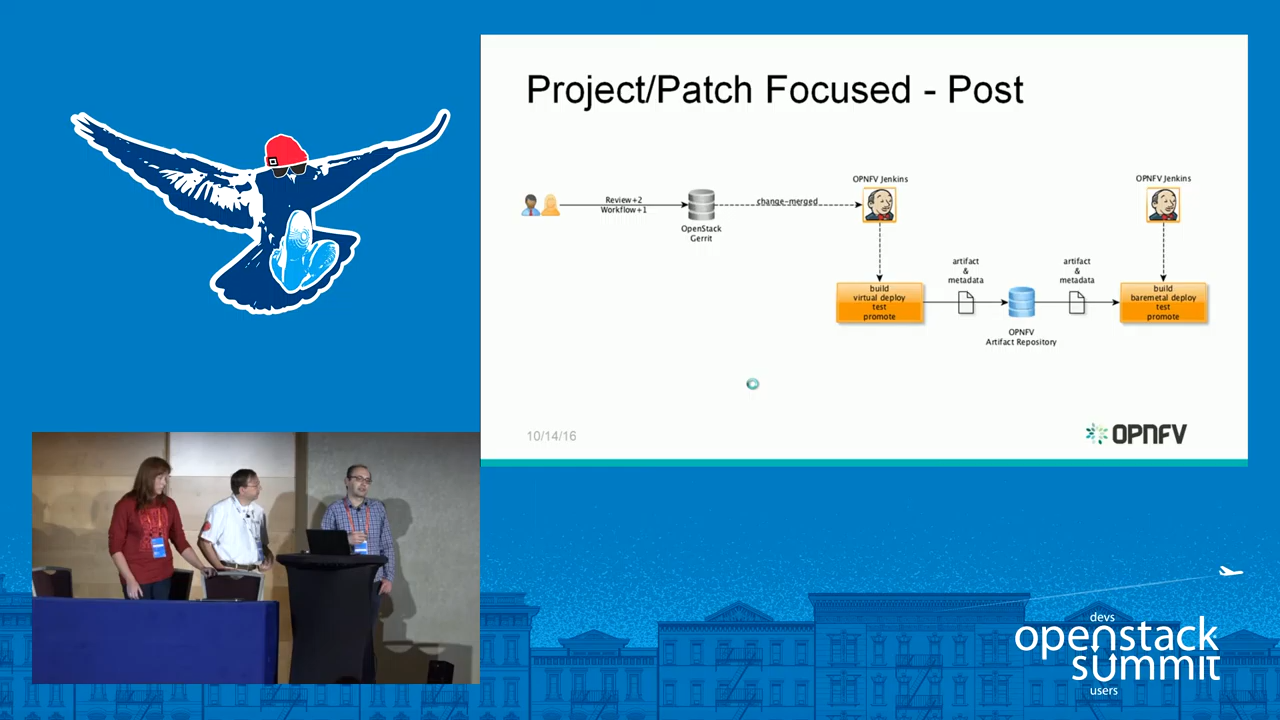 Project/Patch Focused - Post
OPNFV Jenkins
OPNFV Jenkins
Review+2
Workflow+1
change-merged
OpenStack
Gerrit
artifact
&
metadata
artifact
&
metadata
build
virtual deploy
test
promote
build
baremetal deploy
test
promote
OPNFV
Artifact Repository
10/14/16
OPNFV
devs
openstack
summit
users